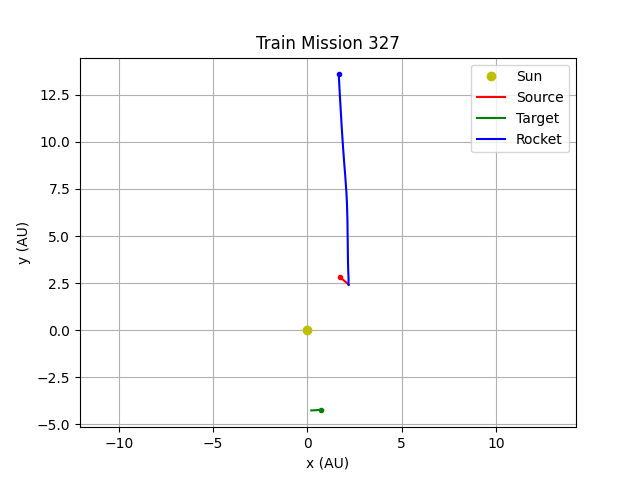 Train Mission 327
Sun
Source
Target
Rocket
y (AU)
12.5
10.0
7.5
5.0
2.5
0.0
−2.5
−5.0
−10
−5
0
5
10
x (AU)